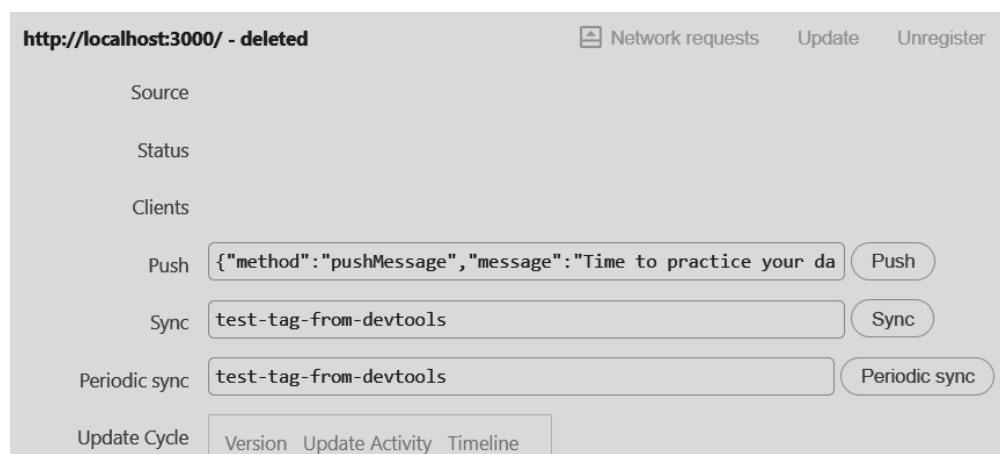 http://localhost:3000/ - deleted Network requests Update Unregister
Source
Status
Clients
Push {"method":"pushMessage","message":"Time to practice your da Push
Sync test-tag-from-devtools Sync
Periodic sync test-tag-from-devtools Periodic sync
Update Cycle Version Update Activity Timeline